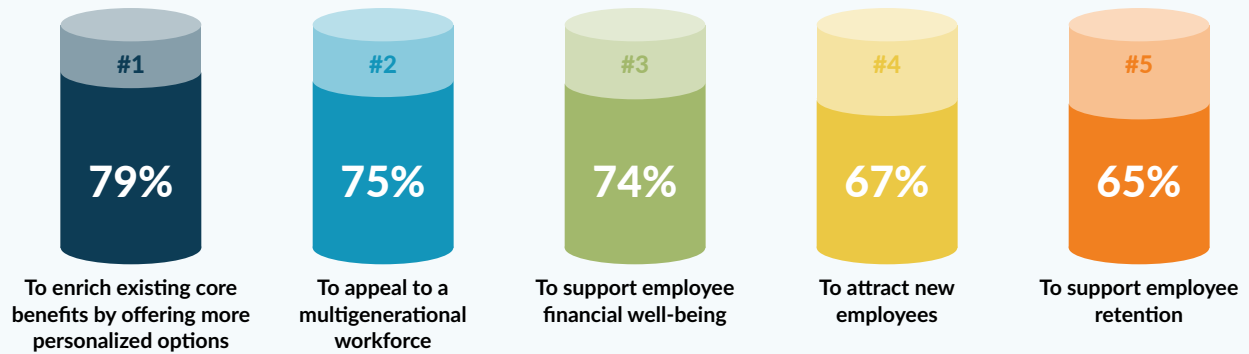 #1
79%
To enrich existing core
benefits by offering more
personalized options
#2
75%
To appeal to a
multigenerational
workforce
#3
74%
To support employee
financial well-being
#4
67%
To attract new
employees
#5
65%
To support employee
retention